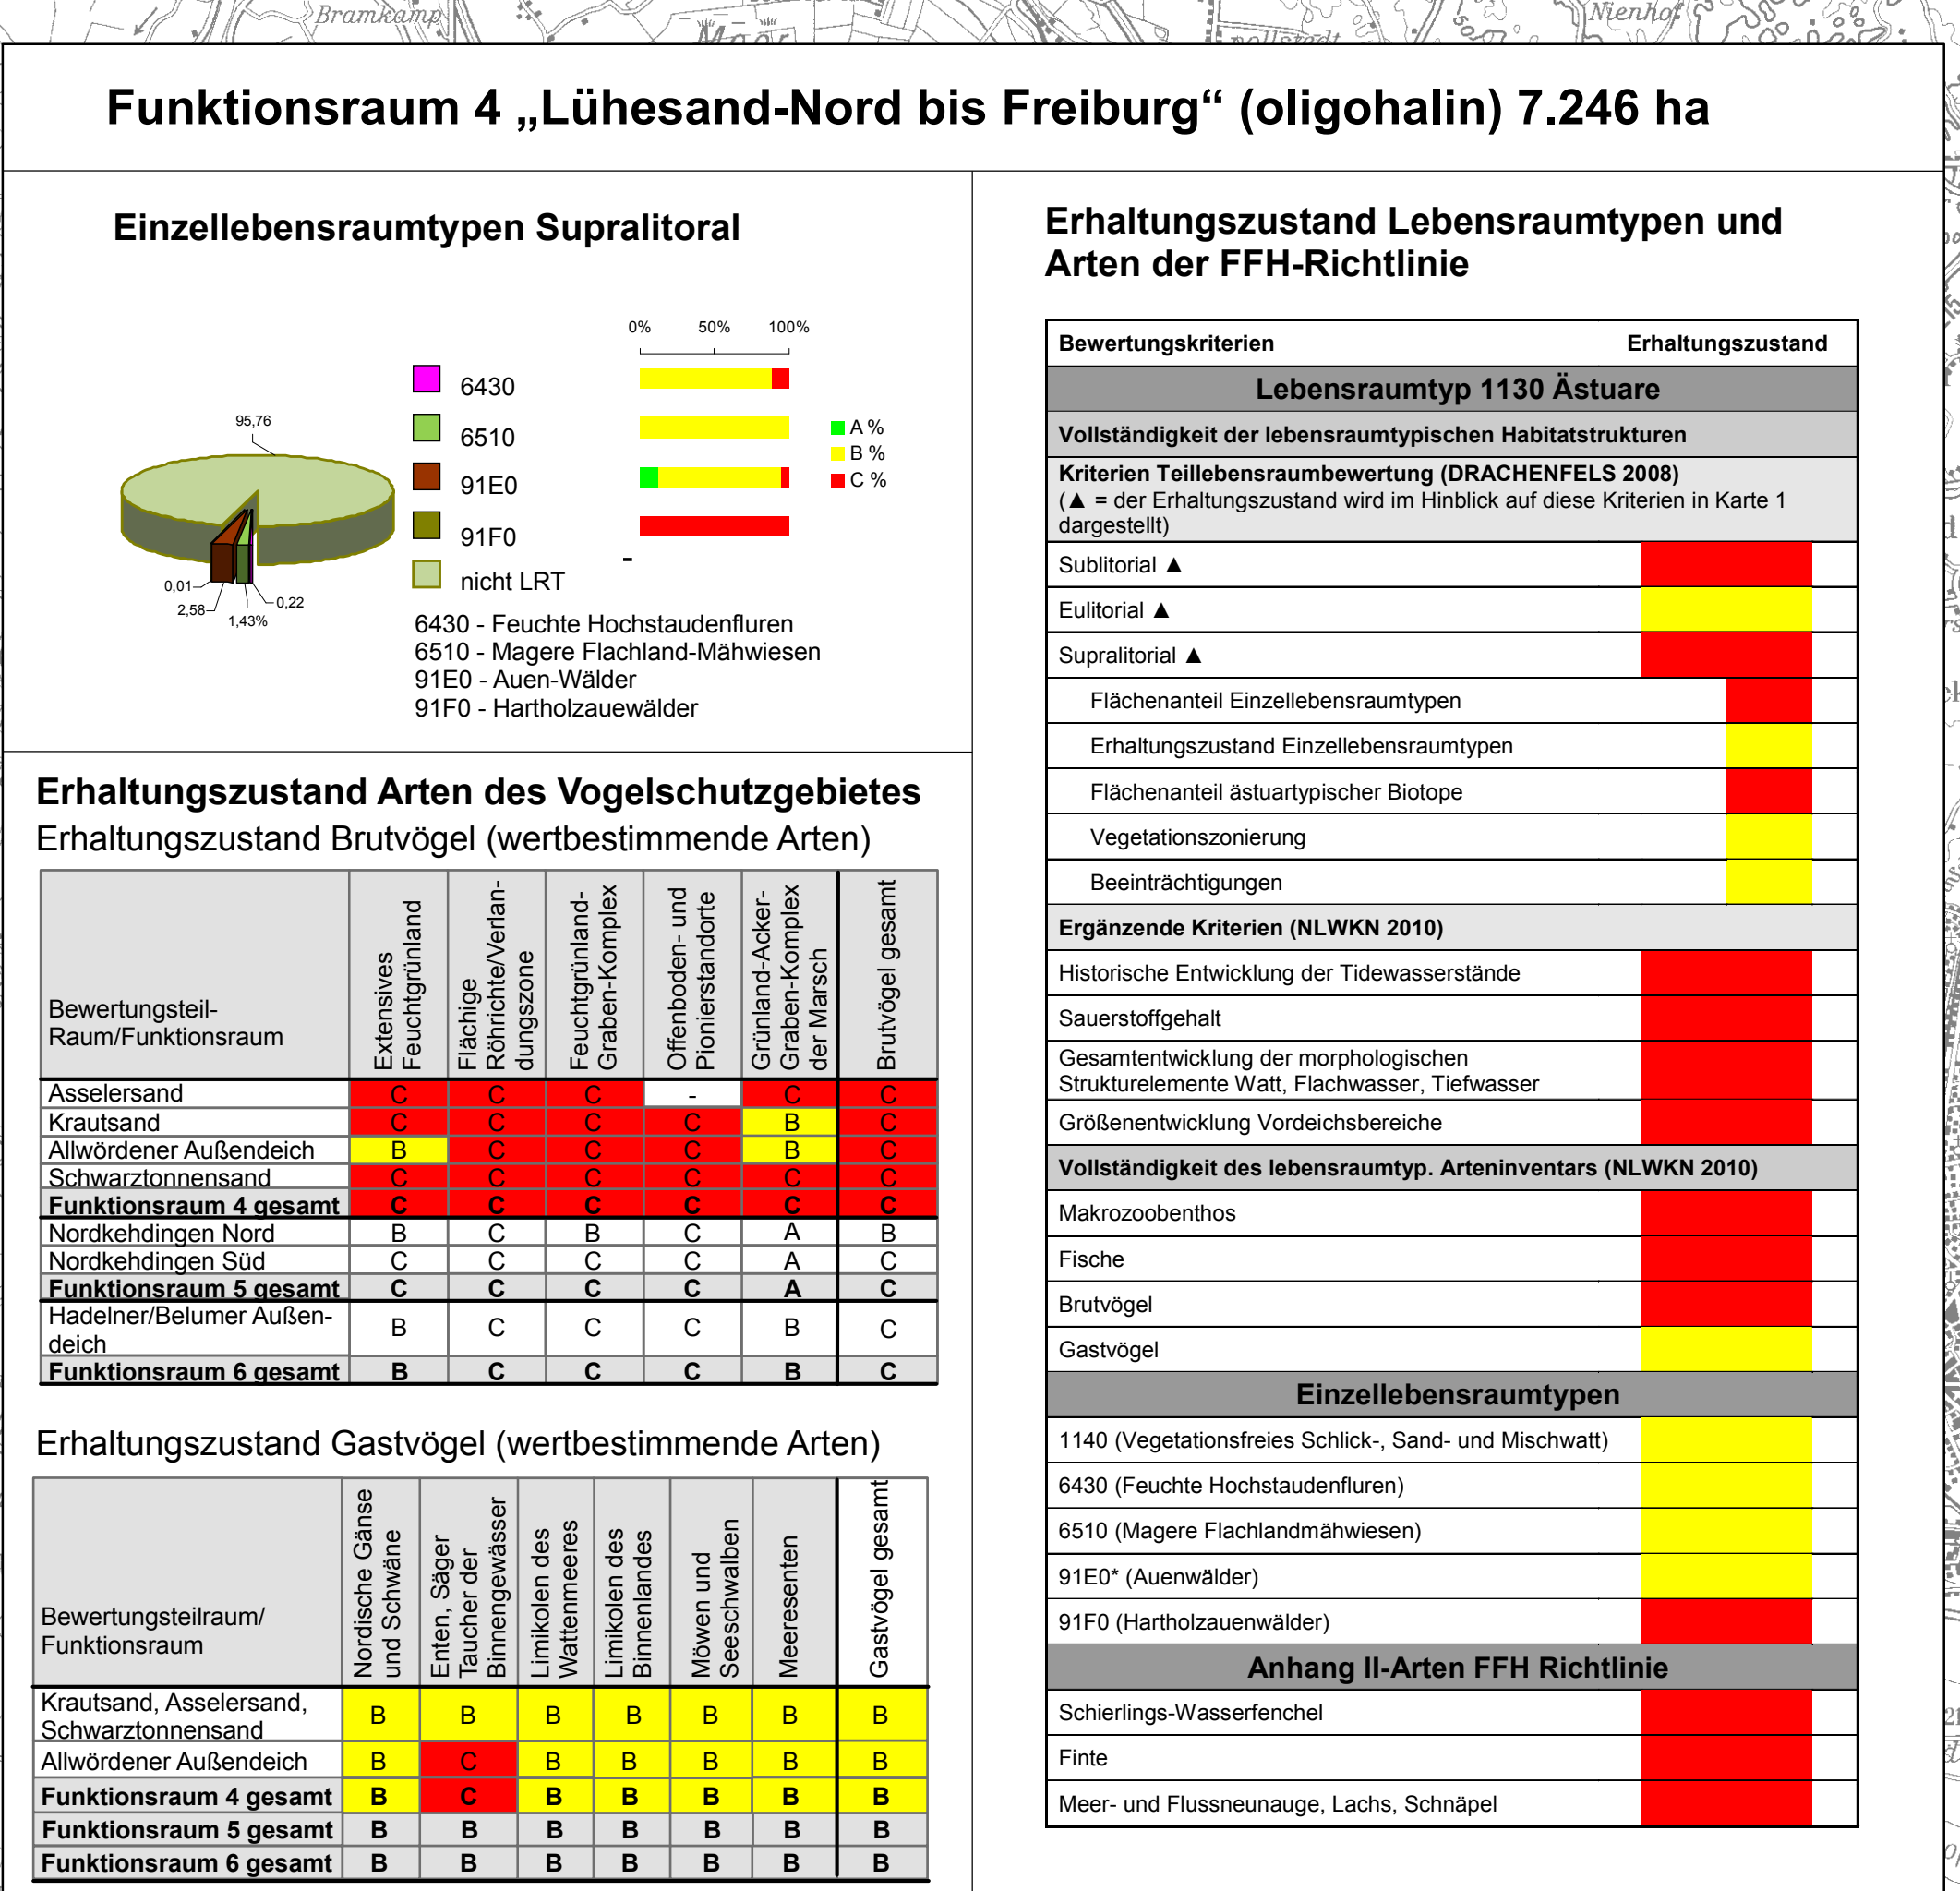 Bramkamp
Moor
Nienhof
Funktionsraum 4 „Lühesand-Nord bis Freiburg“ (oligohalin) 7.246 ha
Einzellebensraumtypen Supralitoral
0% 50% 100%
95,76
0,01
2,58
1,43%
0,22
6430
6510
91E0
91F0
nicht LRT
-
A %
B %
C %
6430 - Feuchte Hochstaudenfluren
6510 - Magere Flachland-Mähwiesen
91E0 - Auen-Wälder
91F0 - Hartholzauewälder
Erhaltungszustand Arten des Vogelschutzgebietes
Erhaltungszustand Brutvögel (wertbestimmende Arten)
Bewertungsteil-
Raum/Funktionsraum
Extensives
Feuchtgrünland
Flächige
Röhrichte/Verlan-
dungszone
Feuchtgrünland-
Graben-Komplex
Offenboden- und
Pionierstandorte
Grünland-Acker-
Graben-Komplex
der Marsch
Brutvögel gesamt
Asselersand C C C - C C
Krautsand C C C C B C
Allwördener Außendeich B C C C B C
Schwarztonnensand C C C C C C
Funktionsraum 4 gesamt C C C C C C
Nordkehdingen Nord B C B C A B
Nordkehdingen Süd C C C C A C
Funktionsraum 5 gesamt C C C C A C
Hadelner/Belumer Außen-
deich B C C C B C
Funktionsraum 6 gesamt B C C C B C
Erhaltungszustand Gastvögel (wertbestimmende Arten)
Bewertungsteilraum/
Funktionsraum
Nordische Gänse
und Schwäne
Enten, Säger
Taucher der
Binnengewässer
Limikolen des
Wattenmeeres
Limikolen des
Binnenlandes
Möwen und
Seeschwalben
Meeresenten
Gastvögel gesamt
Krautsand, Asselersand,
Schwarztonnensand B B B B B B B
Allwördener Außendeich B C B B B B B
Funktionsraum 4 gesamt B C B B B B B
Funktionsraum 5 gesamt B B B B B B B
Funktionsraum 6 gesamt B B B B B B B
Erhaltungszustand Lebensraumtypen und
Arten der FFH-Richtlinie
Bewertungskriterien Erhaltungszustand
Lebensraumtyp 1130 Ästuare
Vollständigkeit der lebensraumtypischen Habitatstrukturen
Kriterien Teillebensraumbewertung (DRACHENFELS 2008)
(▲ = der Erhaltungszustand wird im Hinblick auf diese Kriterien in Karte 1
dargestellt)
Sublitorial ▲
Eulitorial ▲
Supralitorial ▲
Flächenanteil Einzellebensraumtypen
Erhaltungszustand Einzellebensraumtypen
Flächenanteil ästuartypischer Biotope
Vegetationszonierung
Beeinträchtigungen
Ergänzende Kriterien (NLWKN 2010)
Historische Entwicklung der Tidewasserstände
Sauerstoffgehalt
Gesamtentwicklung der morphologischen
Strukturelemente Watt, Flachwasser, Tiefwasser
Größenentwicklung Vordeichsbereiche
Vollständigkeit des lebensraumtyp. Arteninventars (NLWKN 2010)
Makrozoobenthos
Fische
Brutvögel
Gastvögel
Einzellebensraumtypen
1140 (Vegetationsfreies Schlick-, Sand- und Mischwatt)
6430 (Feuchte Hochstaudenfluren)
6510 (Magere Flachlandmähwiesen)
91E0* (Auenwälder)
91F0 (Hartholzauenwälder)
Anhang II-Arten FFH Richtlinie
Schierlings-Wasserfenchel
Finte
Meer- und Flussneunauge, Lachs, Schnäpel